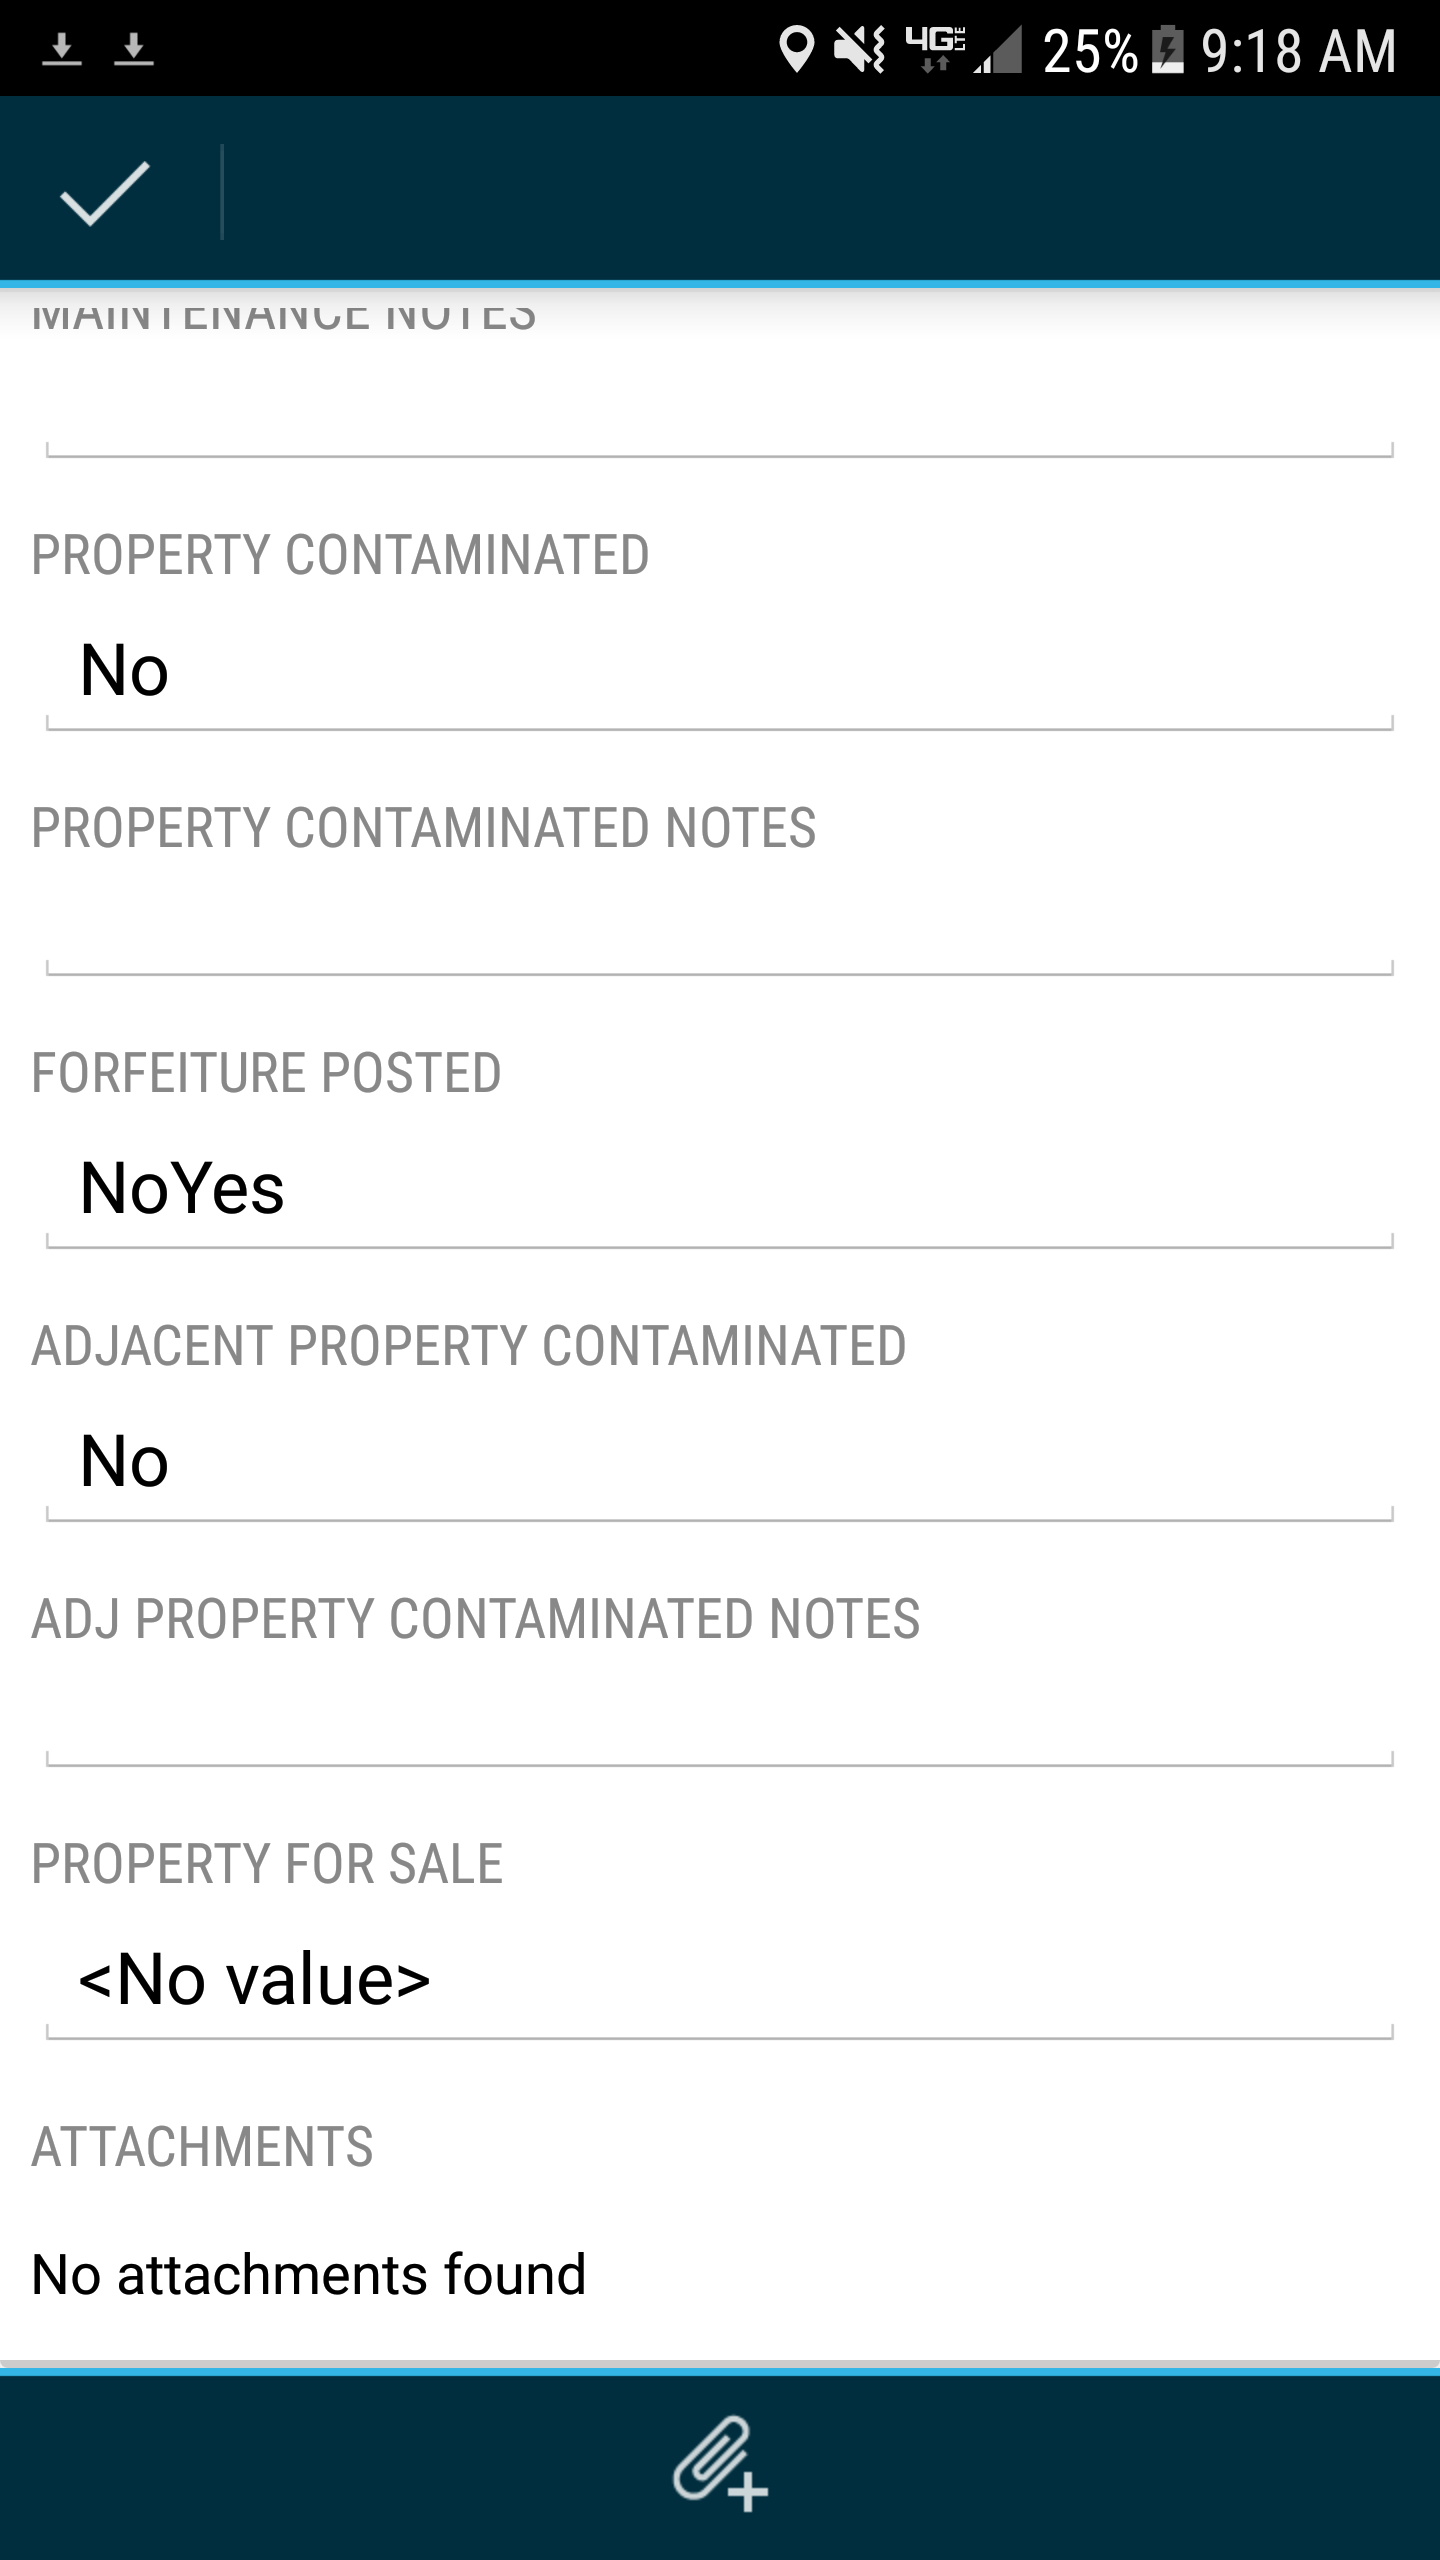 4G LTE 25% 9:18 AM
MAINTENANCE NOTES
PROPERTY CONTAMINATED
No
PROPERTY CONTAMINATED NOTES
FORFEITURE POSTED
NoYes
ADJACENT PROPERTY CONTAMINATED
No
ADJ PROPERTY CONTAMINATED NOTES
PROPERTY FOR SALE
<No value>
ATTACHMENTS
No attachments found